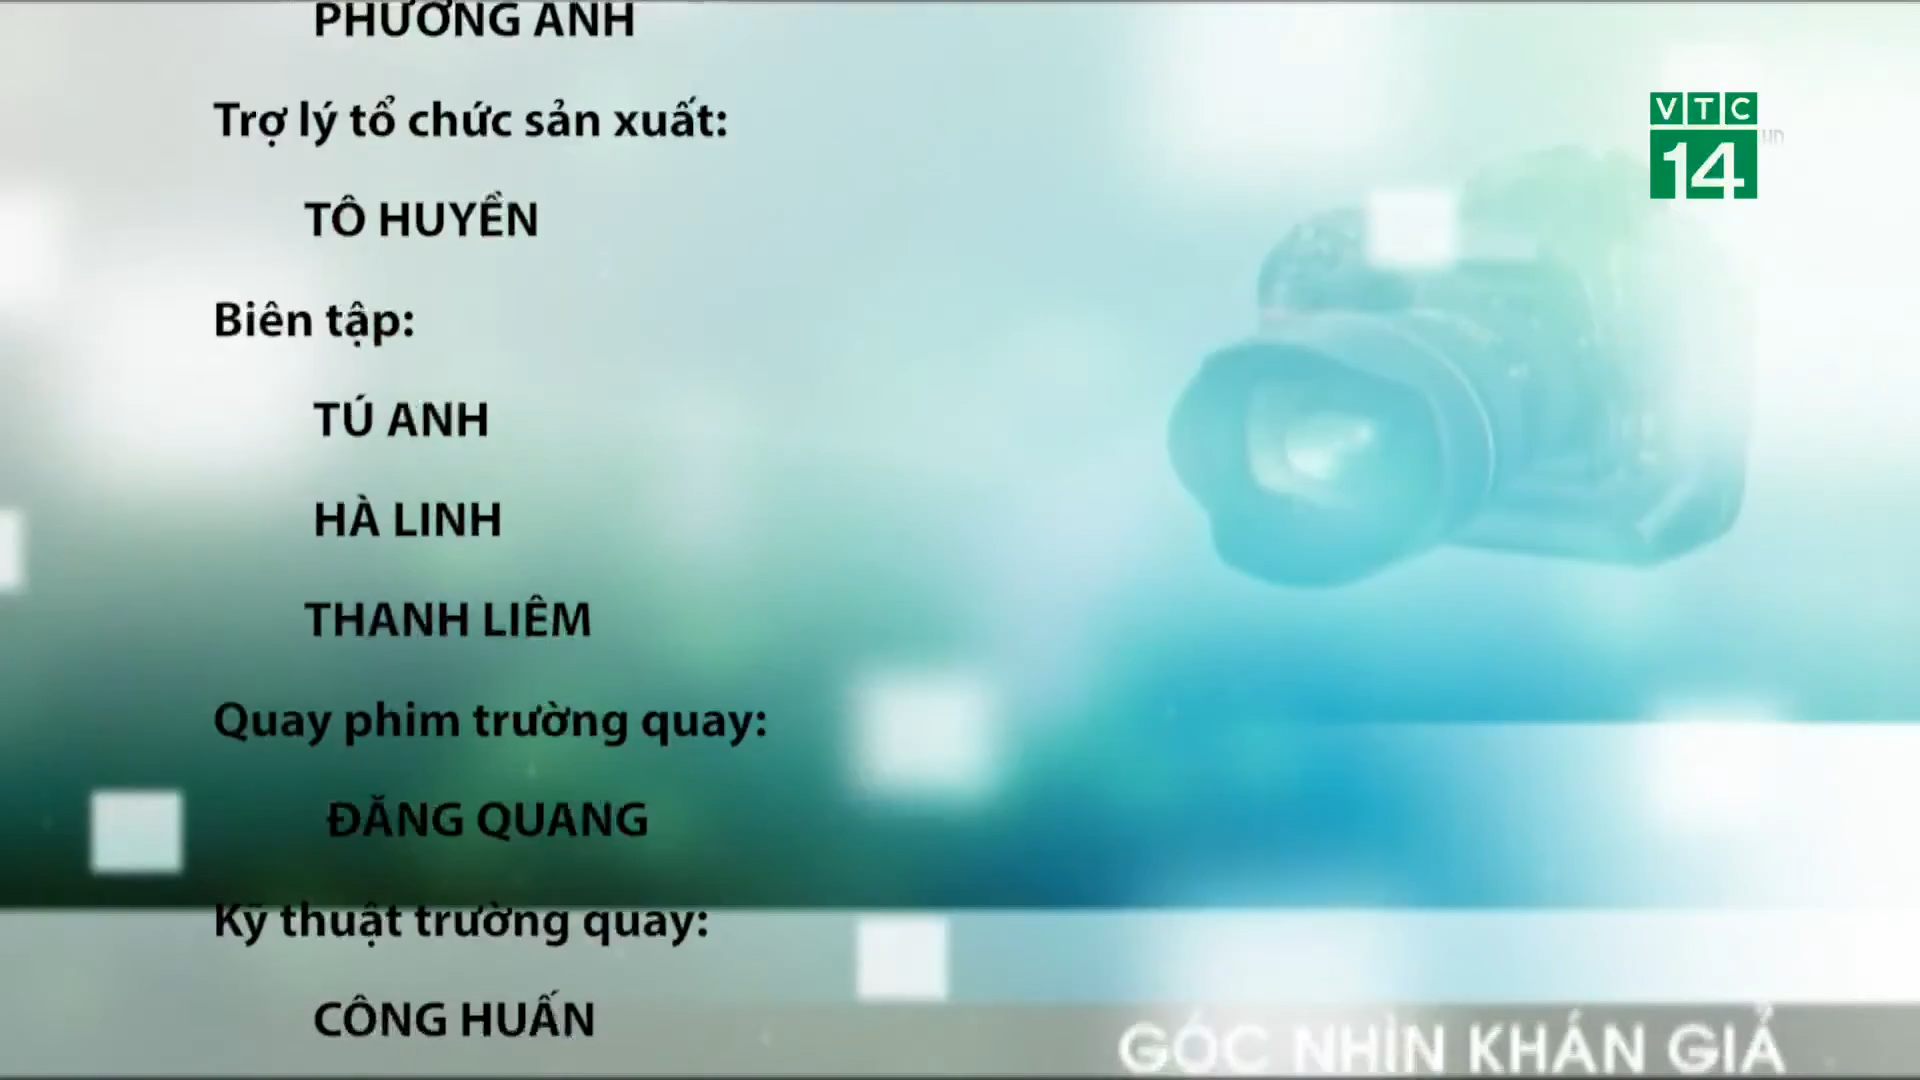 PHƯƠNG ANH
Trợ lý tổ chức sản xuất:
TÔ HUYỀN
Biên tập:
TÚ ANH
HÀ LINH
THANH LIÊM
Quay phim trường quay:
ĐĂNG QUANG
Kỹ thuật trường quay:
CÔNG HUẤN
VTC
14
GÓC NHÌN KHÁN GIẢ